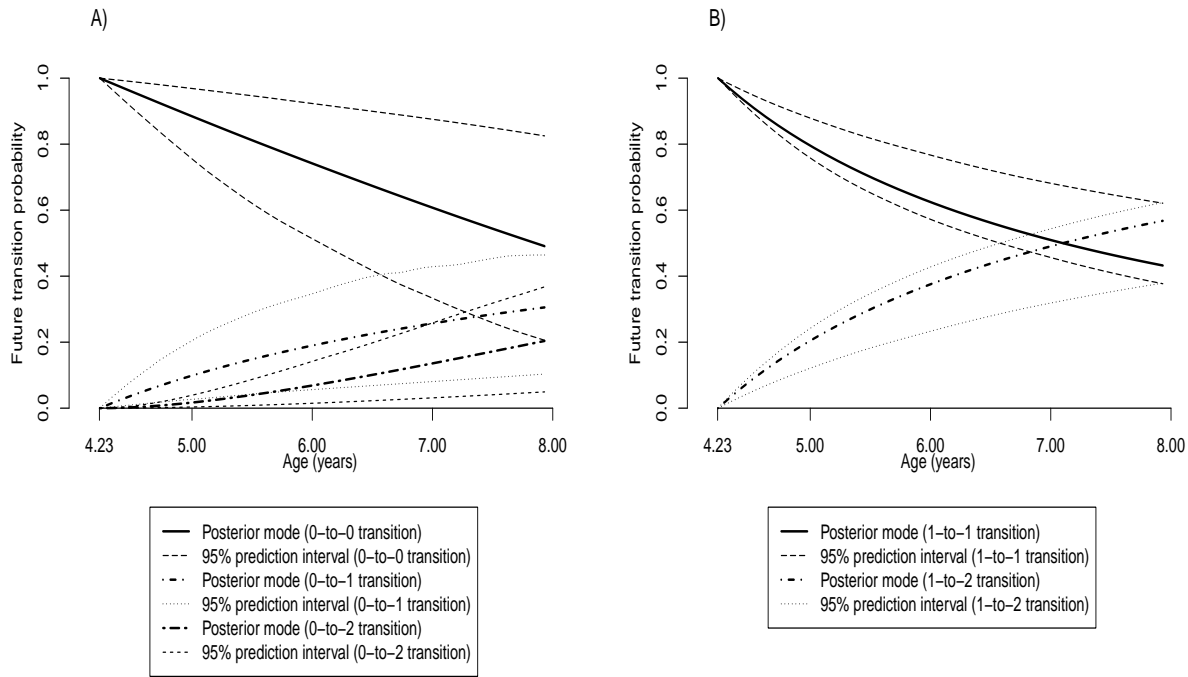 A)
Future transition probability
1.0
0.8
0.6
0.4
0.2
0.0
4.23 5.00 6.00 7.00 8.00
Age (years)
Posterior mode (0−to−0 transition)
95% prediction interval (0−to−0 transition)
Posterior mode (0−to−1 transition)
95% prediction interval (0−to−1 transition)
Posterior mode (0−to−2 transition)
95% prediction interval (0−to−2 transition)
B)
Future transition probability
1.0
0.8
0.6
0.4
0.2
0.0
4.23 5.00 6.00 7.00 8.00
Age (years)
Posterior mode (1−to−1 transition)
95% prediction interval (1−to−1 transition)
Posterior mode (1−to−2 transition)
95% prediction interval (1−to−2 transition)